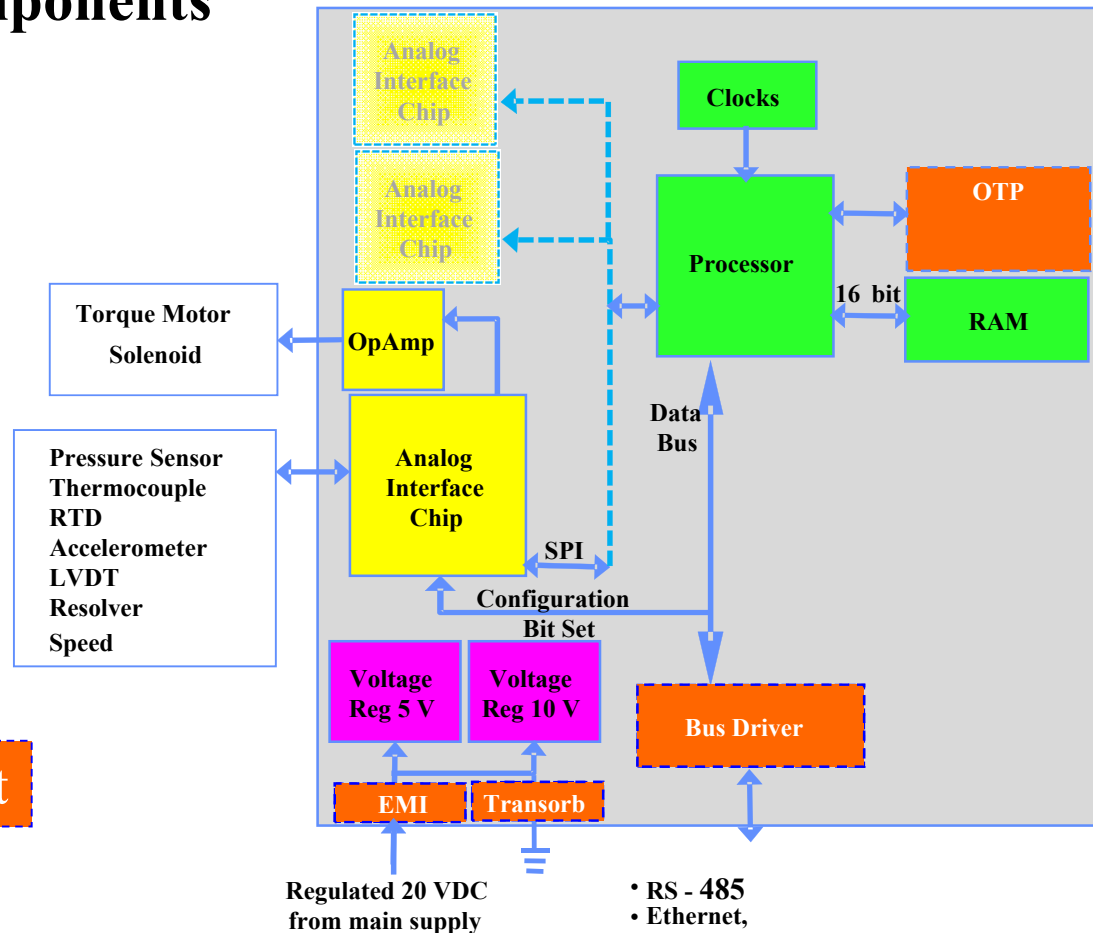 Analog
Interface
Chip
Clocks
Analog
Interface
Chip
OTP
Processor
16 bit
RAM
Torque Motor
Solenoid
OpAmp
Data
Bus
Pressure Sensor
Thermocouple
RTD
Accelerometer
LVDT
Resolver
Speed
Analog
Interface
Chip
SPI
Configuration
Bit Set
Voltage
Reg 5 V
Voltage
Reg 10 V
Bus Driver
EMI
Transorb
Regulated 20 VDC
from main supply
• RS - 485
• Ethernet,